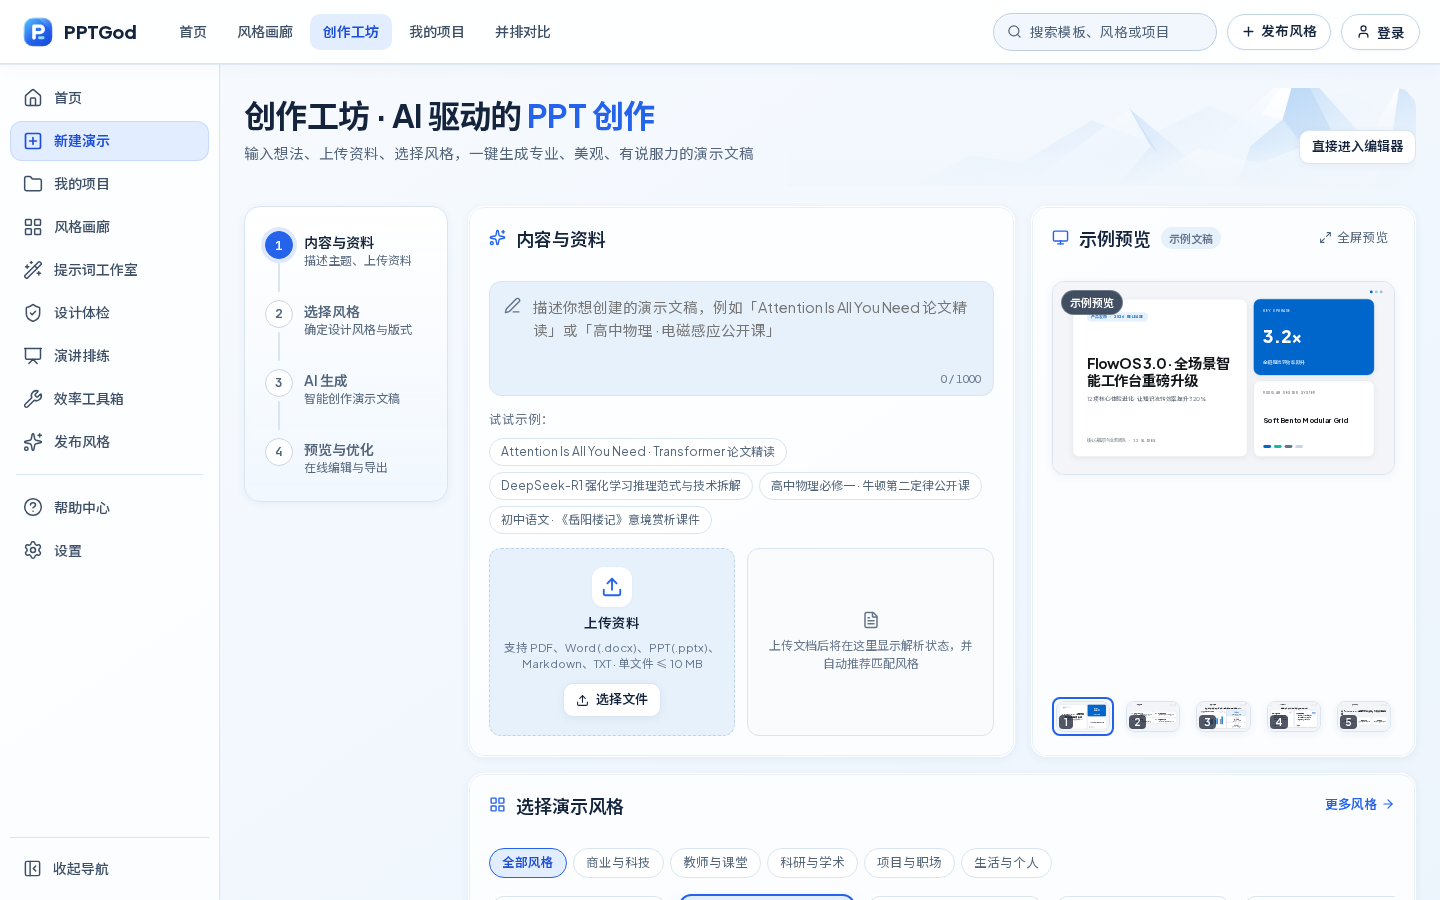 PPTGod
首页
风格画廊
创作工坊
我的项目
并排对比
搜索模板、风格或项目
发布风格
登录
首页
新建演示
我的项目
风格画廊
提示词工作室
设计体检
演讲排练
效率工具箱
发布风格
帮助中心
设置
收起导航
创作工坊 · AI 驱动的 PPT 创作
输入想法、上传资料、选择风格，一键生成专业、美观、有说服力的演示文稿
直接进入编辑器
1
内容与资料
描述主题、上传资料
2
选择风格
确定设计风格与版式
3
AI 生成
智能创作演示文稿
4
预览与优化
在线编辑与导出
内容与资料
描述你想创建的演示文稿，例如「Attention Is All You Need 论文精
读」或「高中物理 · 电磁感应公开课」
0 / 1000
试试示例：
Attention Is All You Need · Transformer 论文精读
DeepSeek-R1 强化学习推理范式与技术拆解
高中物理必修一 · 牛顿第二定律公开课
初中语文 · 《岳阳楼记》意境赏析课件
上传资料
支持 PDF、Word (.docx)、PPT (.pptx)、
Markdown、TXT · 单文件 ≤ 10 MB
选择文件
上传文档后将在这里显示解析状态，并
自动推荐匹配风格
示例预览
示例文稿
全屏预览
示例预览
FlowOS 3.0 · 全场景智
能工作台重磅升级
3.2×
Soft Bento Modular Grid
1
2
3
4
5
选择演示风格
更多风格
全部风格
商业与科技
教师与课堂
科研与学术
项目与职场
生活与个人